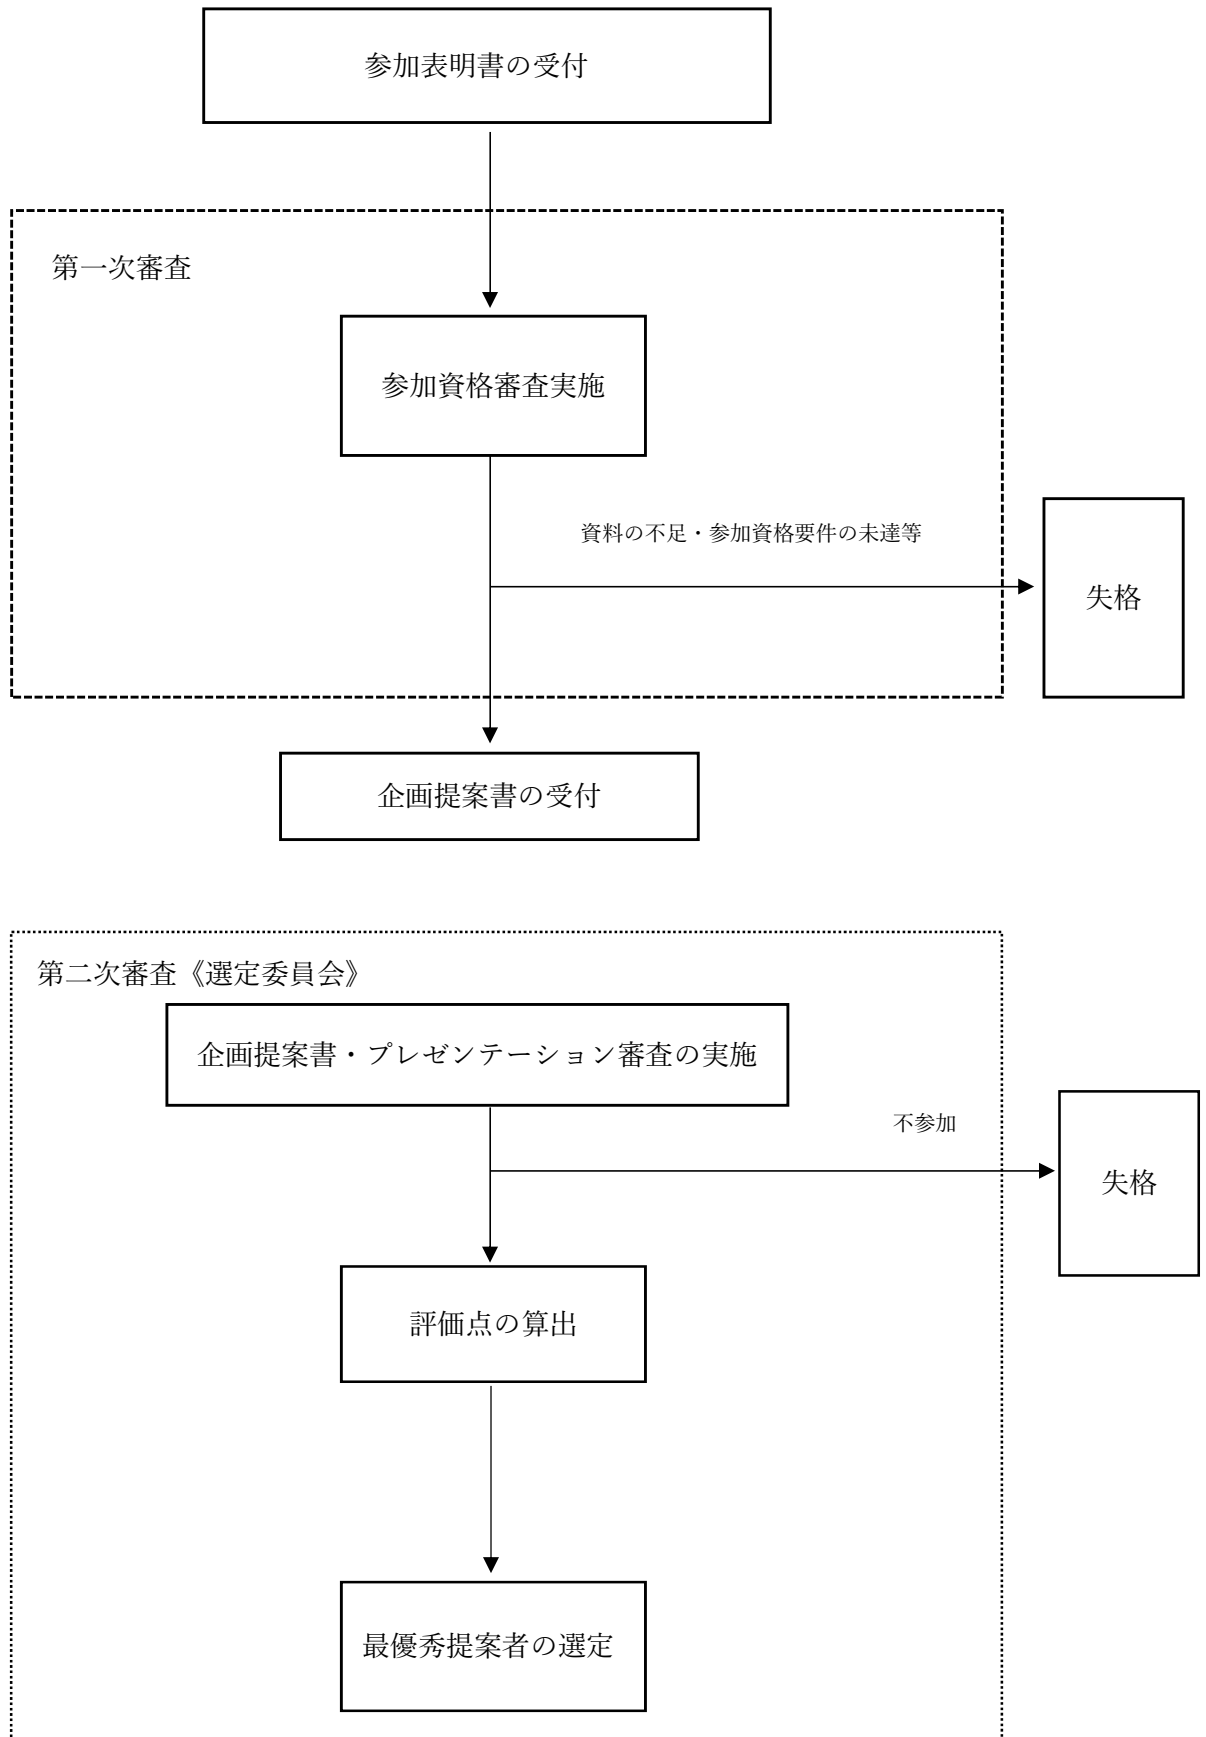 参加表明書の受付
第一次審査
参加資格審査実施
資料の不足・参加資格要件の未達等
失格
企画提案書の受付
第二次審査《選定委員会》
企画提案書・プレゼンテーション審査の実施
不参加
失格
評価点の算出
最優秀提案者の選定